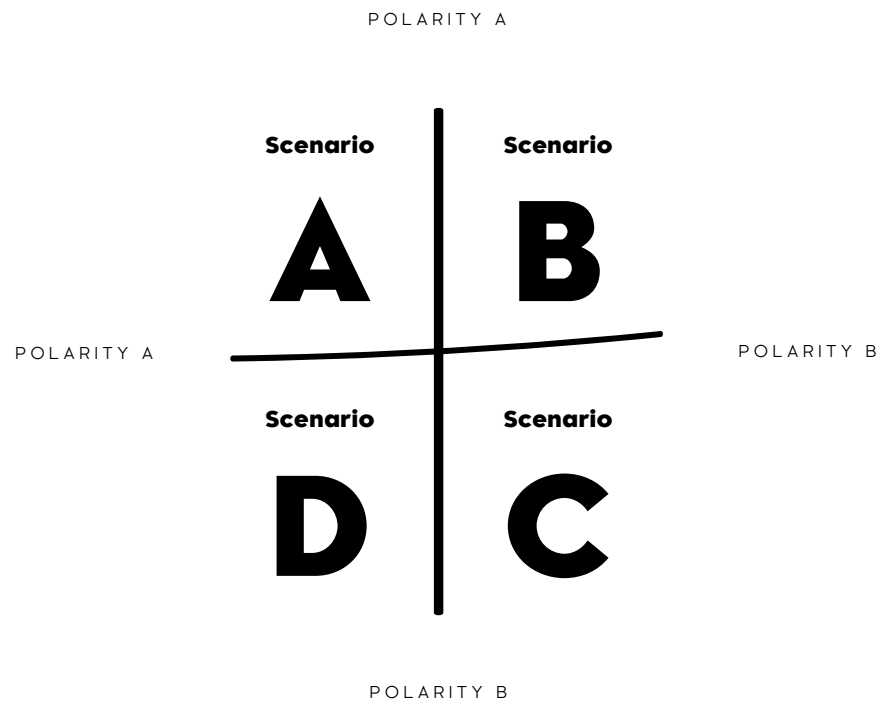 POLARITY A
Scenario Scenario
A B
POLARITY A POLARITY B
Scenario Scenario
D C
POLARITY B